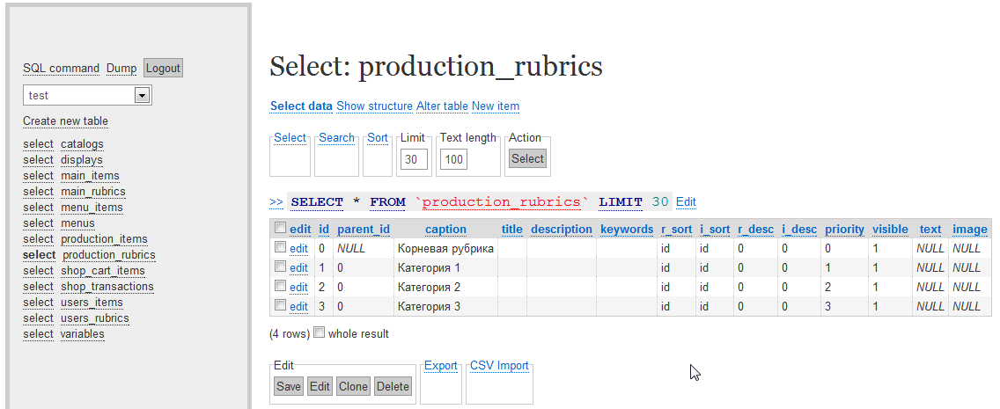 SQL command Dump Logout
test
Create new table
select catalogs
select displays
select main_items
select main_rubrics
select menu_items
select menus
select production_items
select production_rubrics
select shop_cart_items
select shop_transactions
select users_items
select users_rubrics
select variables
Select: production_rubrics
Select data Show structure Alter table New item
Select Search Sort Limit Text length Action
30 100 Select
>> SELECT * FROM `production_rubrics` LIMIT 30 Edit
edit id parent_id caption title description keywords r_sort i_sort r_desc i_desc priority visible text image
edit 0 NULL Корневая рубрика id id 0 0 0 1 NULL NULL
edit 1 0 Категория 1 id id 0 0 1 1 NULL NULL
edit 2 0 Категория 2 id id 0 0 2 1 NULL NULL
edit 3 0 Категория 3 id id 0 0 3 1 NULL NULL
(4 rows) whole result
Edit Export CSV Import
Save Edit Clone Delete